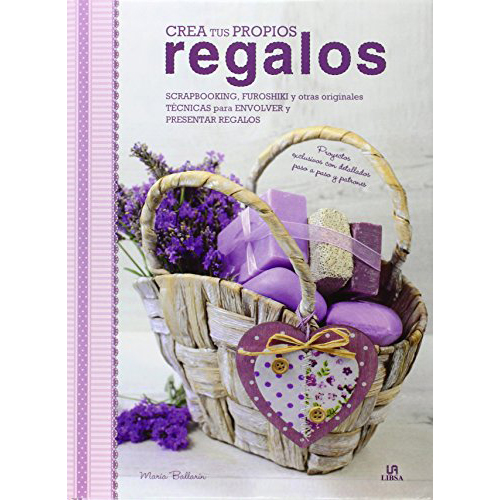 CREA TUS PROPIOS
regalos
SCRAPBOOKING, FUROSHIKI y otras originales
TÉCNICAS para ENVOLVER y
PRESENTAR REGALOS
Proyectos
exclusivos con detallados
paso a paso y patrones
María Ballarín
LIBSA